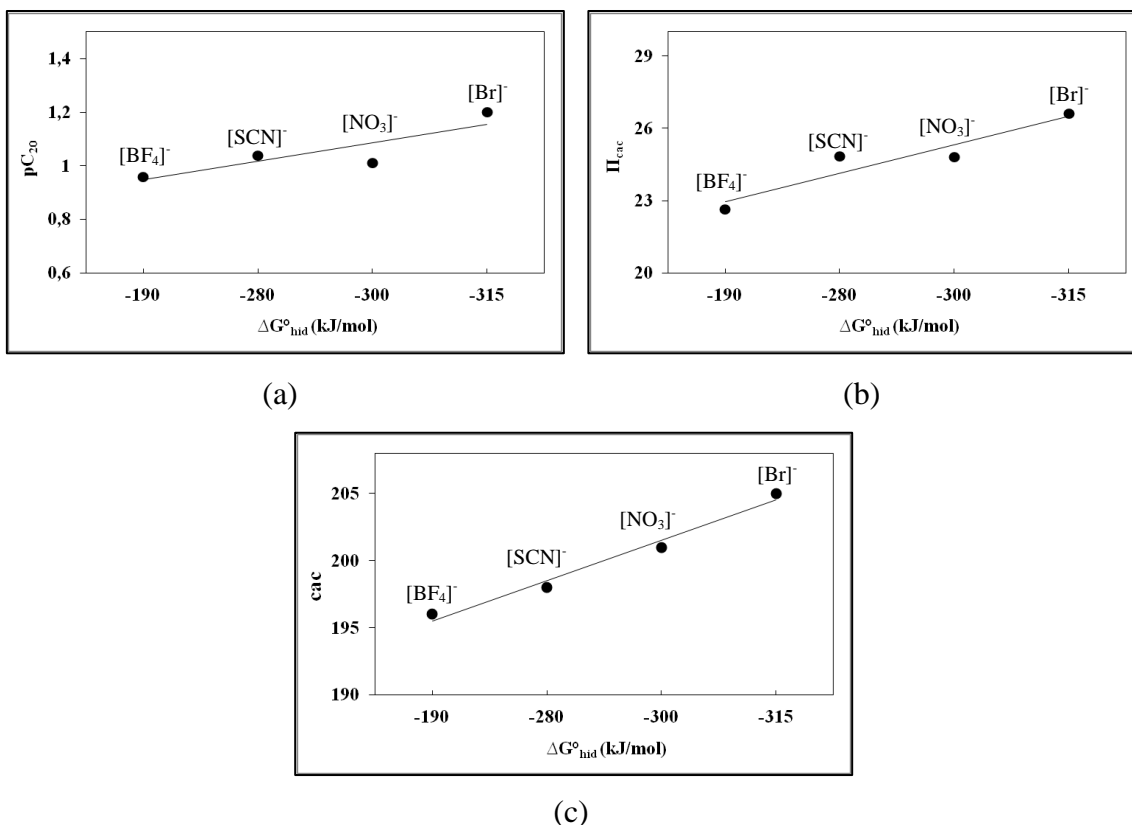 1,4
1,2
1
0,8
0,6
pC₂₀
[BF₄]⁻
[SCN]⁻
[NO₃]⁻
[Br]⁻
-190 -280 -300 -315
ΔG°hid (kJ/mol)
(a)
29
26
23
20
Πcac
[BF₄]⁻
[SCN]⁻
[NO₃]⁻
[Br]⁻
-190 -280 -300 -315
ΔG°hid (kJ/mol)
(b)
205
200
195
190
cac
[BF₄]⁻
[SCN]⁻
[NO₃]⁻
[Br]⁻
-190 -280 -300 -315
ΔG°hid (kJ/mol)
(c)